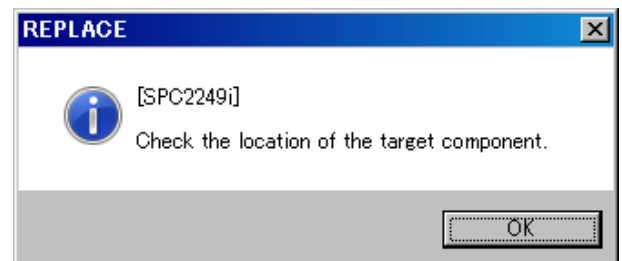 REPLACE
[SPC2249i]
Check the location of the target component.
OK